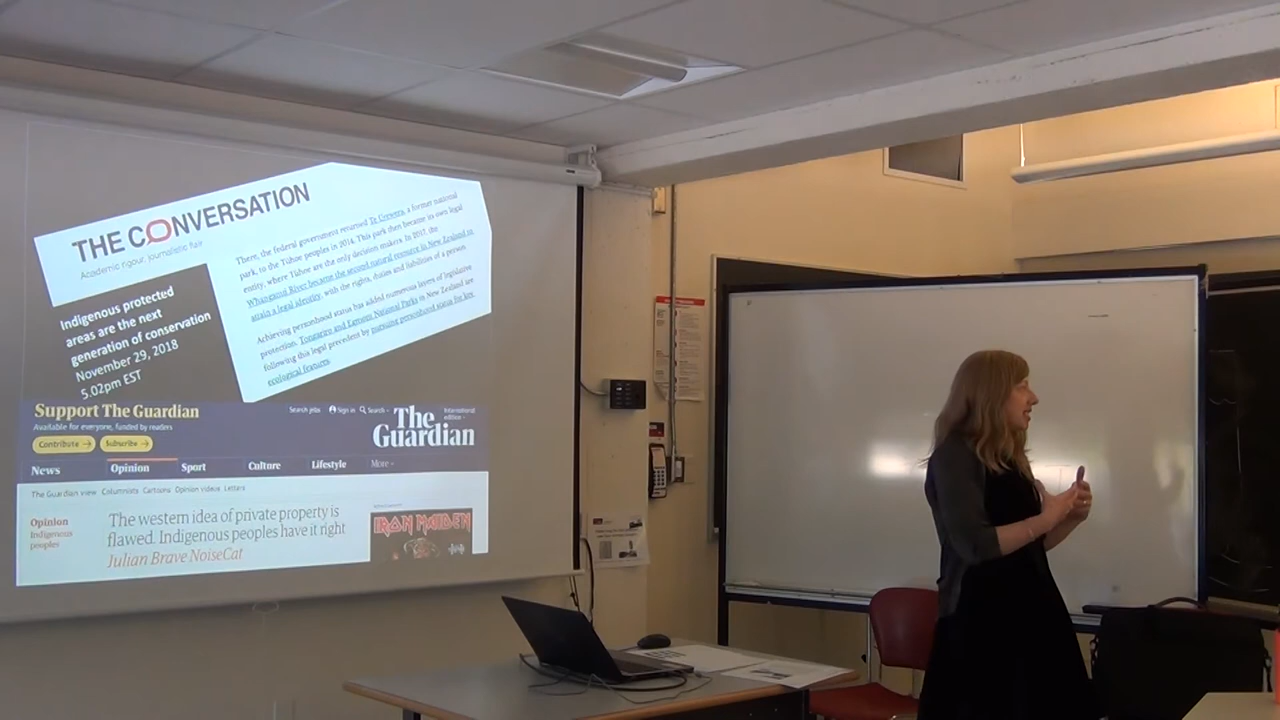 THE CONVERSATION
Academic rigour, journalistic flair
Indigenous protected
areas are the next
generation of conservation
November 29, 2018
5.02pm EST
There, the federal government returned Te Urewera, a former national
park, to the Tūhoe peoples in 2014. This park then became its own legal
entity, where Tūhoe are the only decision makers. In 2017, the
Whanganui River became the second natural resource in New Zealand to
attain a legal identity, with the rights, duties and liabilities of a person.
Achieving personhood status has added numerous layers of legislative
protection. Tongariro and Egmont National Parks in New Zealand are
following this legal precedent by pursuing personhood status for key
ecological features.
Support The Guardian
Available for everyone, funded by readers
Contribute →
Subscribe →
Search jobs
Sign in
Search
International
edition
The
Guardian
News
Opinion
Sport
Culture
Lifestyle
More
The Guardian view
Columnists
Cartoons
Opinion videos
Letters
Opinion
Indigenous
peoples
The western idea of private property is
flawed. Indigenous peoples have it right
Julian Brave NoiseCat
IRON MAIDEN